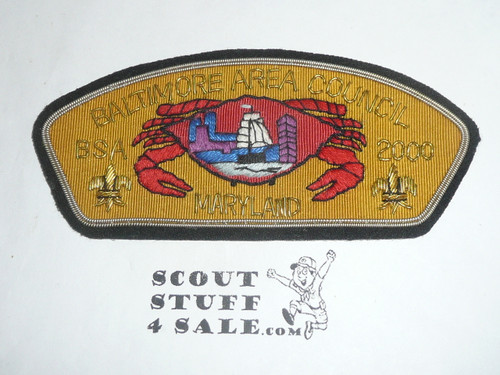 BALTIMORE AREA COUNCIL
BSA 2000
MARYLAND
SCOUT
STUFF
4 SALE.COM